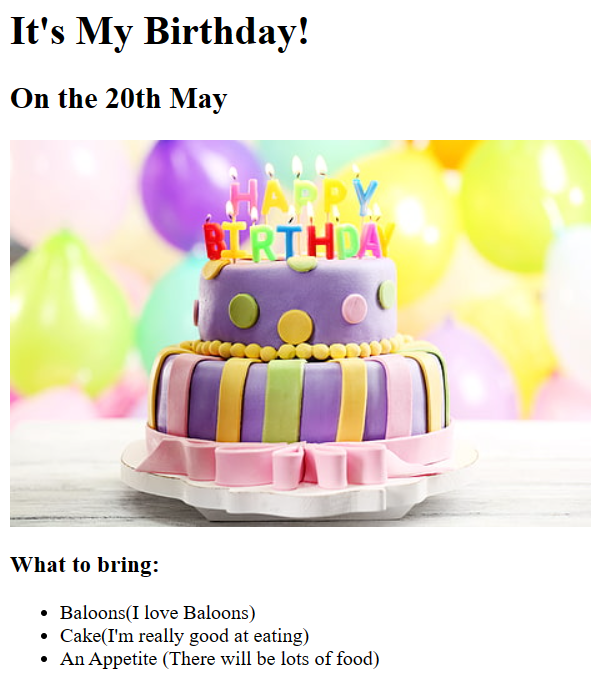 It's My Birthday!
On the 20th May
HAPPY
BIRTHDAY
What to bring:
Baloons(I love Baloons)
Cake(I'm really good at eating)
An Appetite (There will be lots of food)